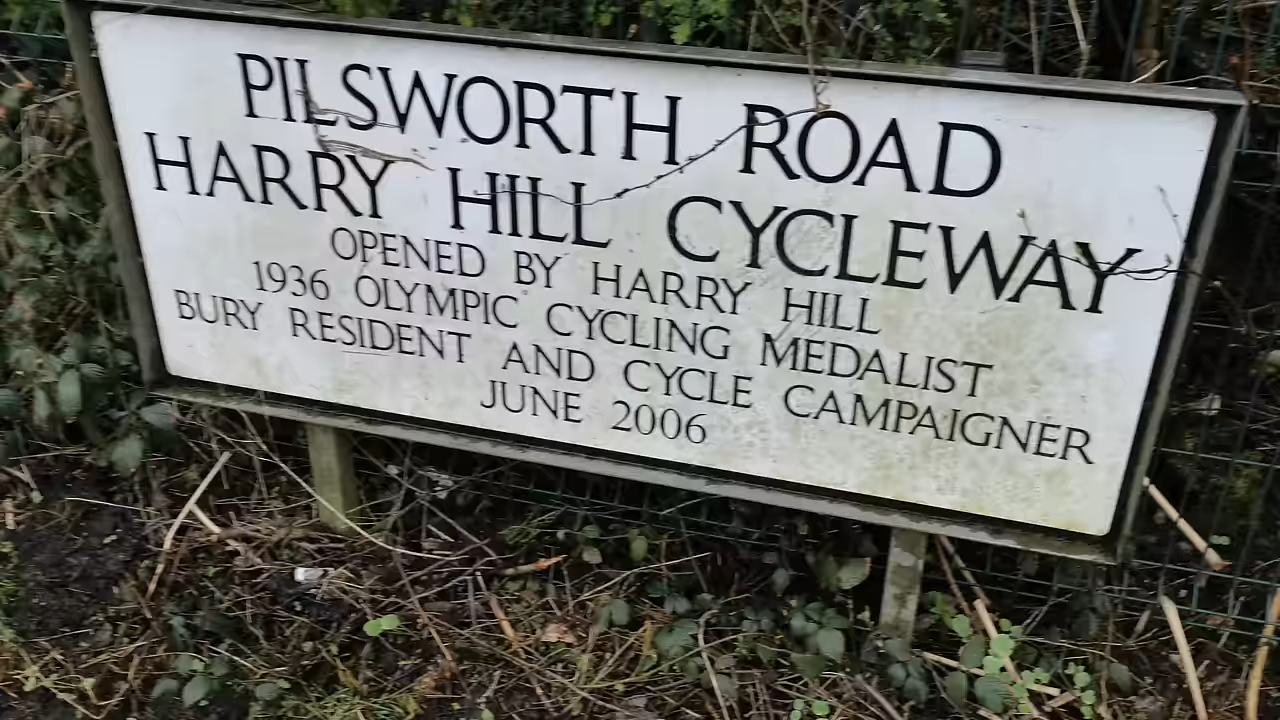 PILSWORTH ROAD
HARRY HILL CYCLEWAY
OPENED BY HARRY HILL
1936 OLYMPIC CYCLING MEDALIST
BURY RESIDENT AND CYCLE CAMPAIGNER
JUNE 2006